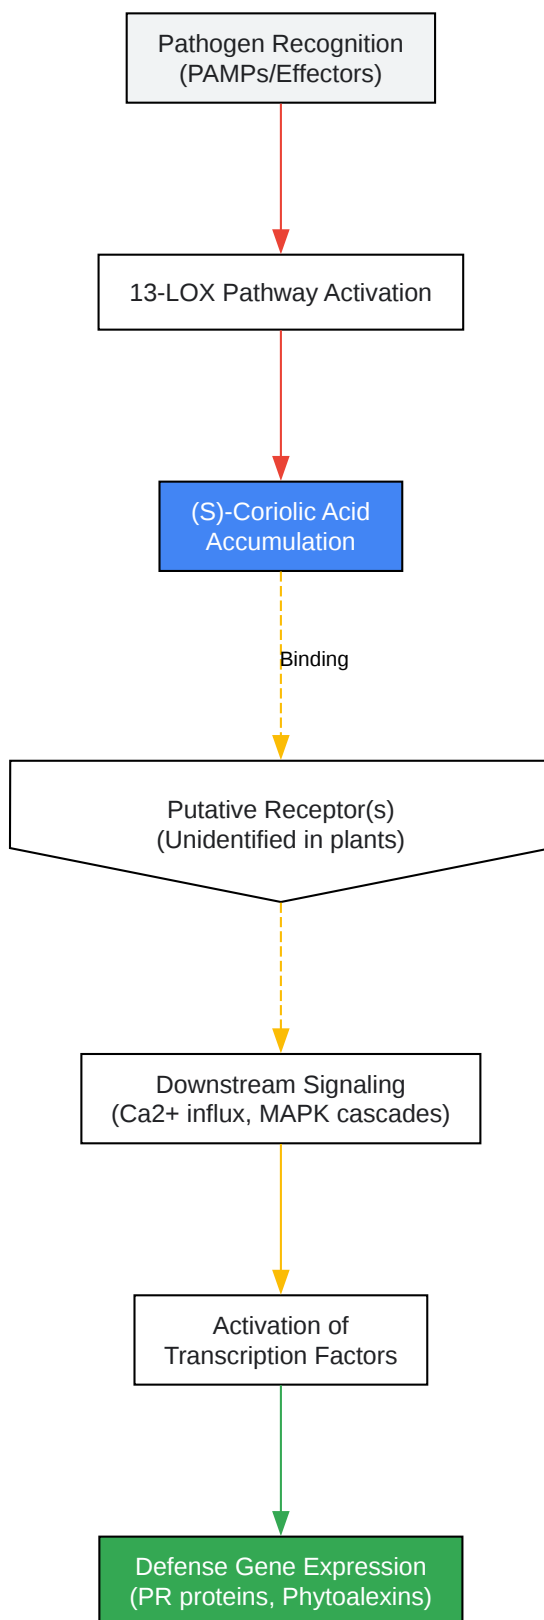 Pathogen Recognition
(PAMPs/Effectors)
13-LOX Pathway Activation
(S)-Coriolic Acid
Accumulation
Binding
Putative Receptor(s)
(Unidentified in plants)
Downstream Signaling
(Ca2+ influx, MAPK cascades)
Activation of
Transcription Factors
Defense Gene Expression
(PR proteins, Phytoalexins)